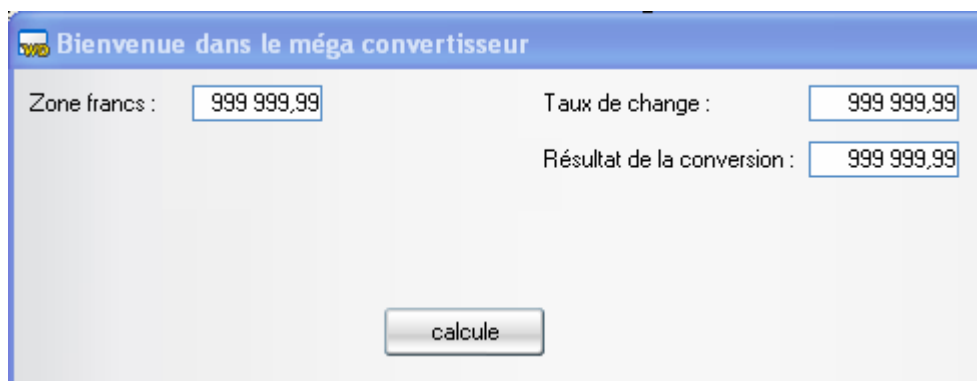 Bienvenue dans le méga convertisseur
Zone francs : 999 999,99 Taux de change : 999 999,99
Résultat de la conversion : 999 999,99
calcule